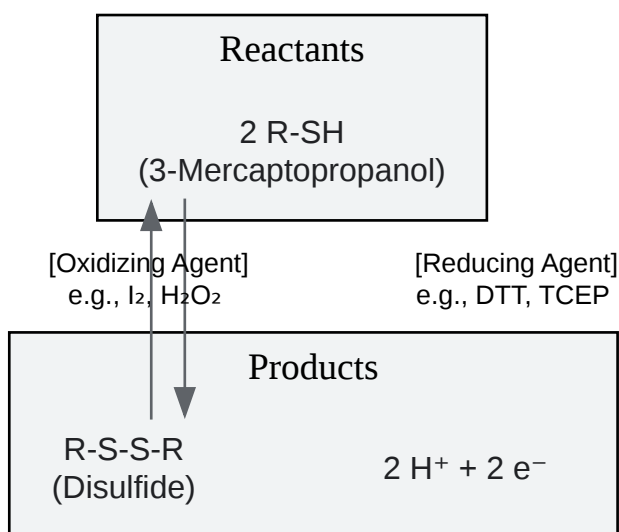 Reactants
2 R-SH
(3-Mercaptopropanol)
[Oxidizing Agent]
e.g., I₂, H₂O₂
[Reducing Agent]
e.g., DTT, TCEP
Products
R-S-S-R
(Disulfide)
2 H⁺ + 2 e⁻